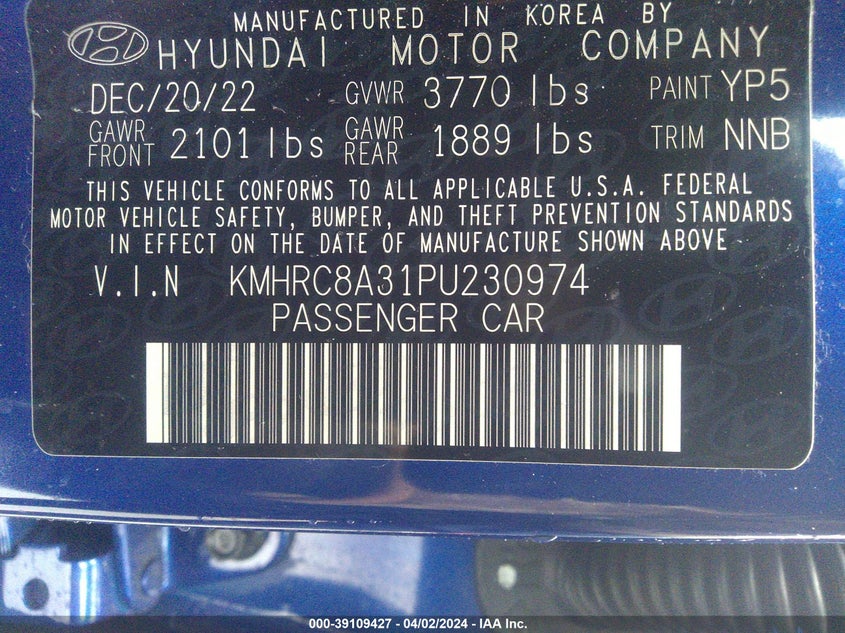 MANUFACTURED IN KOREA BY
HYUNDAI MOTOR COMPANY
DEC/20/22 GVWR 3770 lbs PAINT YP5
GAWR FRONT 2101 lbs GAWR REAR 1889 lbs TRIM NNB
THIS VEHICLE CONFORMS TO ALL APPLICABLE U.S.A. FEDERAL
MOTOR VEHICLE SAFETY, BUMPER, AND THEFT PREVENTION STANDARDS
IN EFFECT ON THE DATE OF MANUFACTURE SHOWN ABOVE
V.I.N KMHRC8A31PU230974
PASSENGER CAR
000-39109427 - 04/02/2024 - IAA Inc.